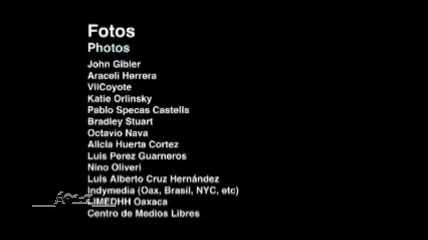 Fotos
Photos
John Gibler
Araceli Herrera
VilCoyote
Katie Orlinsky
Pablo Specas Castells
Bradley Stuart
Octavio Nava
Alicia Huerta Cortez
Luis Perez Guarneros
Nino Oliveri
Luis Alberto Cruz Hernández
Indymedia (Oax, Brasil, NYC, etc)
LIMEDHH Oaxaca
Centro de Medios Libres